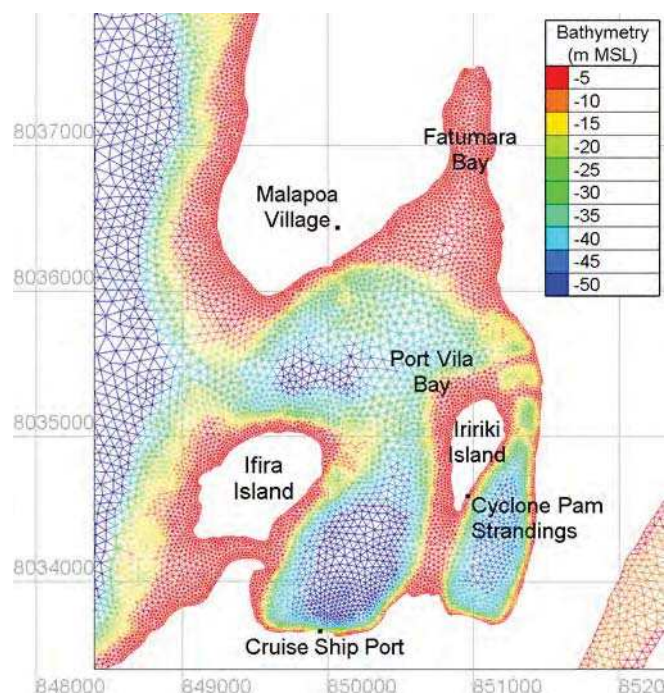 Bathymetry
(m MSL)
-5
-10
-15
-20
-25
-30
-35
-40
-45
-50
8037000
Fatumara
Bay
Malapoa
Village
8036000
Port Vila
Bay
8035000
Iririki
Island
Ifira
Island
Cyclone Pam
Strandings
8034000
Cruise Ship Port
848000
849000
850000
851000
8520